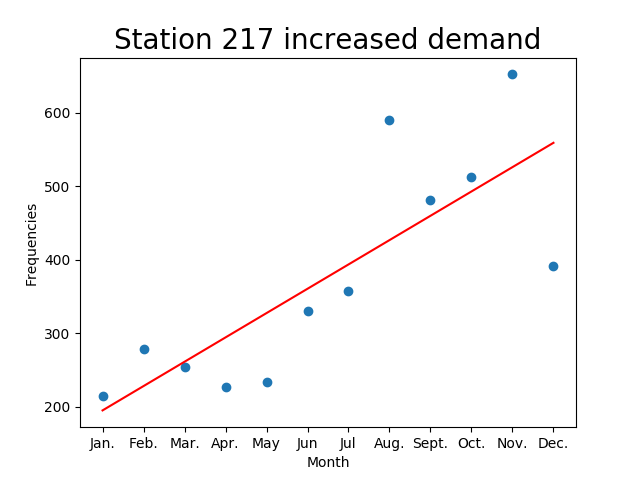 Station 217 increased demand
600
500
400
300
200
Frequencies
Jan. Feb. Mar. Apr. May Jun Jul Aug. Sept. Oct. Nov. Dec.
Month